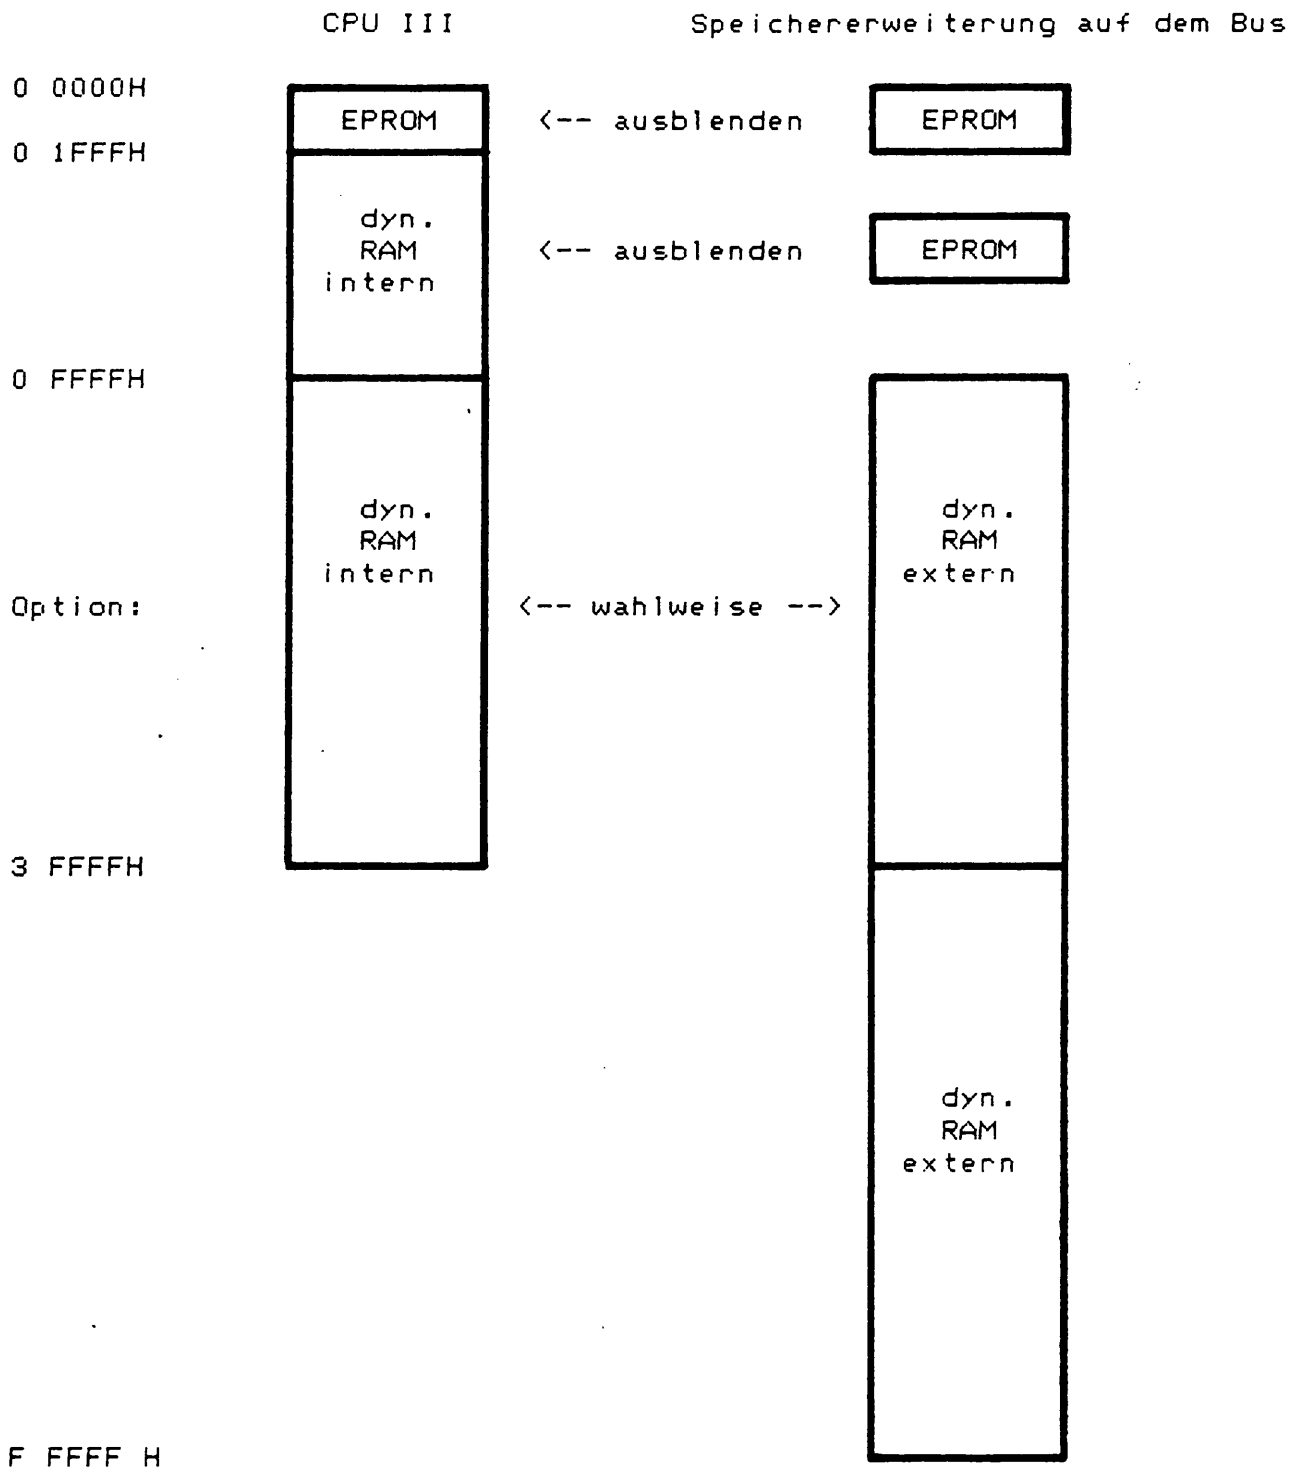 CPU III Speichererweiterung auf dem Bus
0 0000H
EPROM <-- ausblenden EPROM
0 1FFFH
dyn.
RAM <-- ausblenden EPROM
intern
0 FFFFH
dyn. dyn.
RAM RAM
intern extern
Option: <-- wahlweise -->
3 FFFFH
dyn.
RAM
extern
F FFFF H